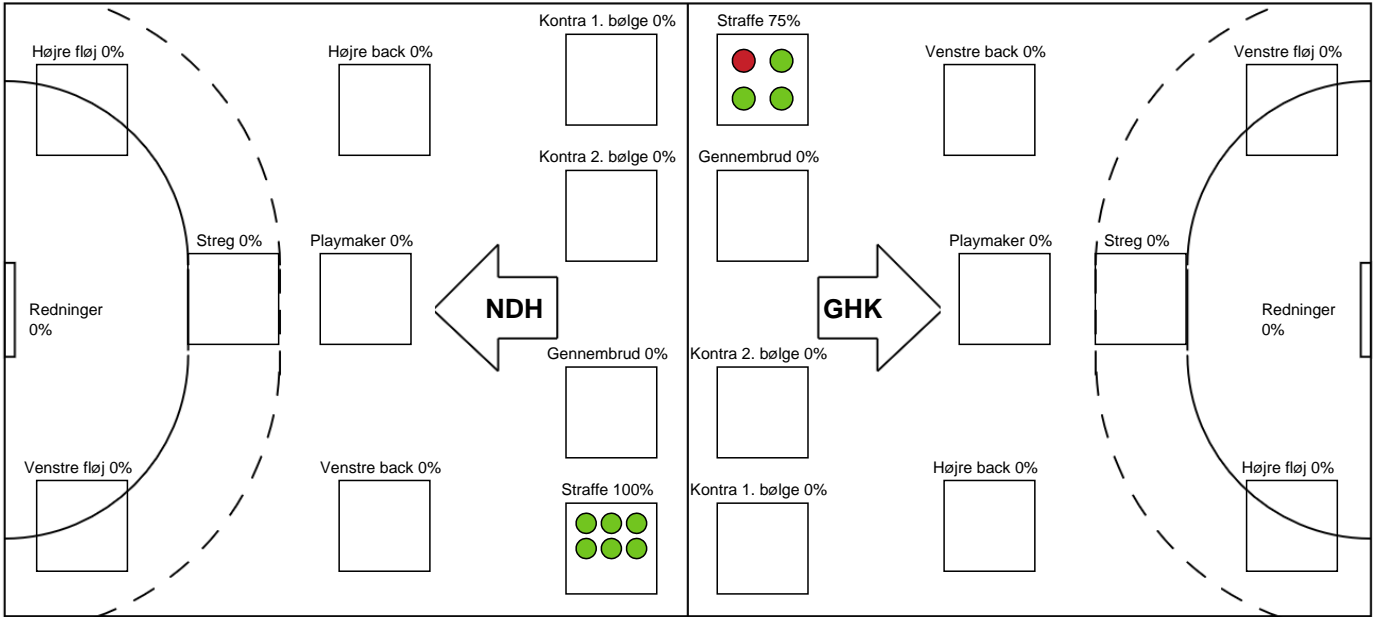 Kontra 1. bølge 0%
Straffe 75%
Højre fløj 0%
Højre back 0%
Venstre back 0%
Venstre fløj 0%
Kontra 2. bølge 0%
Gennembrud 0%
Streg 0%
Playmaker 0%
Playmaker 0%
Streg 0%
Redninger
0%
NDH
GHK
Redninger
0%
Gennembrud 0%
Kontra 2. bølge 0%
Venstre fløj 0%
Venstre back 0%
Højre back 0%
Højre fløj 0%
Straffe 100%
Kontra 1. bølge 0%